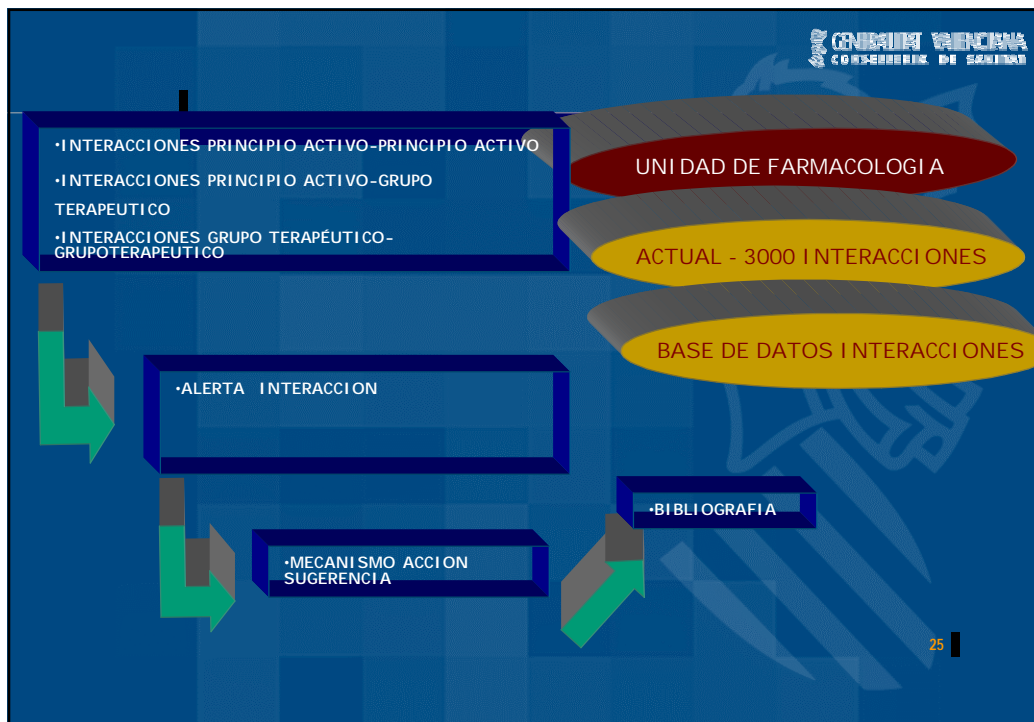 GENERALITAT VALENCIANA
CONSELLERIA DE SANITAT
•INTERACCIONES PRINCIPIO ACTIVO-PRINCIPIO ACTIVO
•INTERACCIONES PRINCIPIO ACTIVO-GRUPO
TERAPEUTICO
•INTERACCIONES GRUPO TERAPÉUTICO-
GRUPOTERAPEUTICO
UNIDAD DE FARMACOLOGIA
ACTUAL - 3000 INTERACCIONES
BASE DE DATOS INTERACCIONES
•ALERTA INTERACCION
•MECANISMO ACCION
SUGERENCIA
•BIBLIOGRAFIA
25